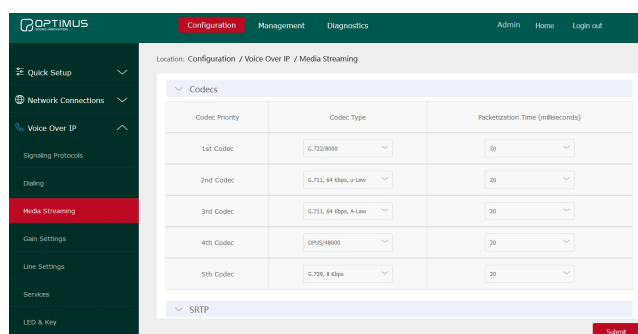 OPTIMUS
SOUND INNOVATION
Configuration Management Diagnostics Admin Home Login out
Location: Configuration / Voice Over IP / Media Streaming
Quick Setup
Network Connections
Voice Over IP
Signaling Protocols
Dialing
Media Streaming
Gain Settings
Line Settings
Services
LED & Key
Codecs
Codec Priority Codec Type Packetization Time (milliseconds)
1st Codec G.722/8000 20
2nd Codec G.711, 64 Kbps, u-Law 20
3rd Codec G.711, 64 Kbps, A-Law 20
4th Codec OPUS/48000 20
5th Codec G.729, 8 Kbps 20
SRTP
Submit